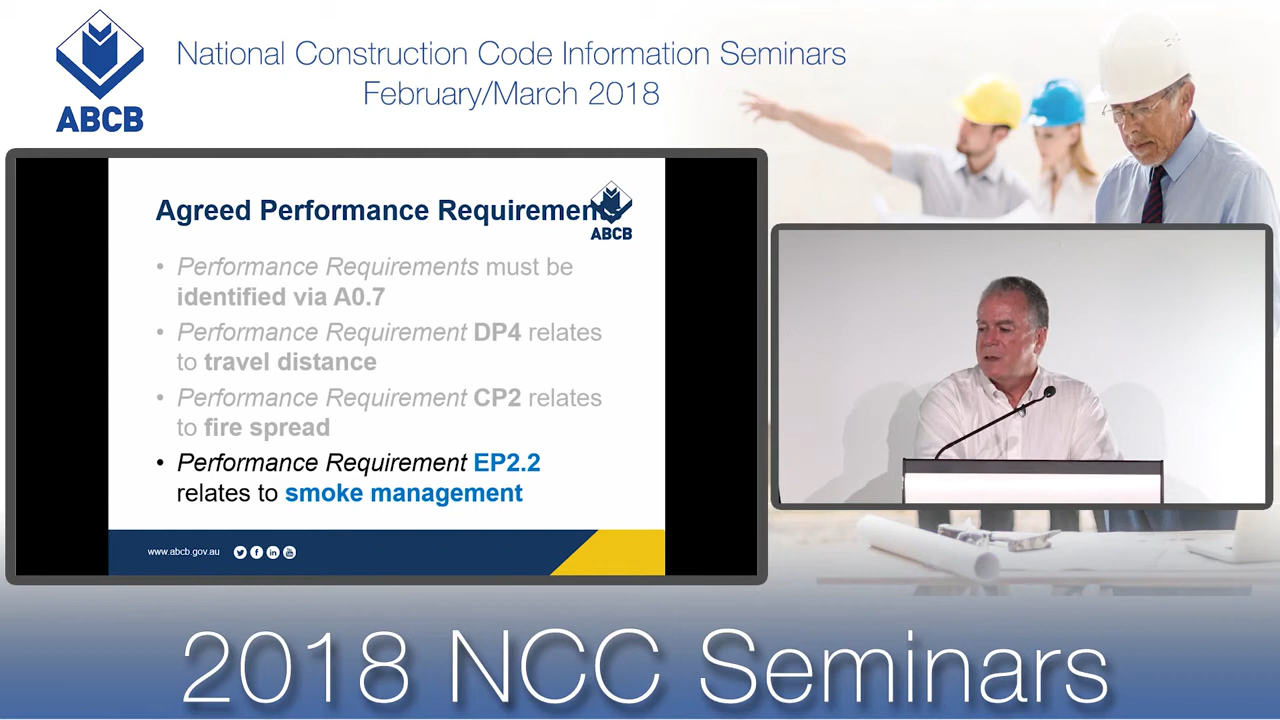 ABCB
National Construction Code Information Seminars
February/March 2018
Agreed Performance Requiremen
ABCB
• Performance Requirements must be
identified via A0.7
• Performance Requirement DP4 relates
to travel distance
• Performance Requirement CP2 relates
to fire spread
• Performance Requirement EP2.2
relates to smoke management
www.abcb.gov.au
2018 NCC Seminars